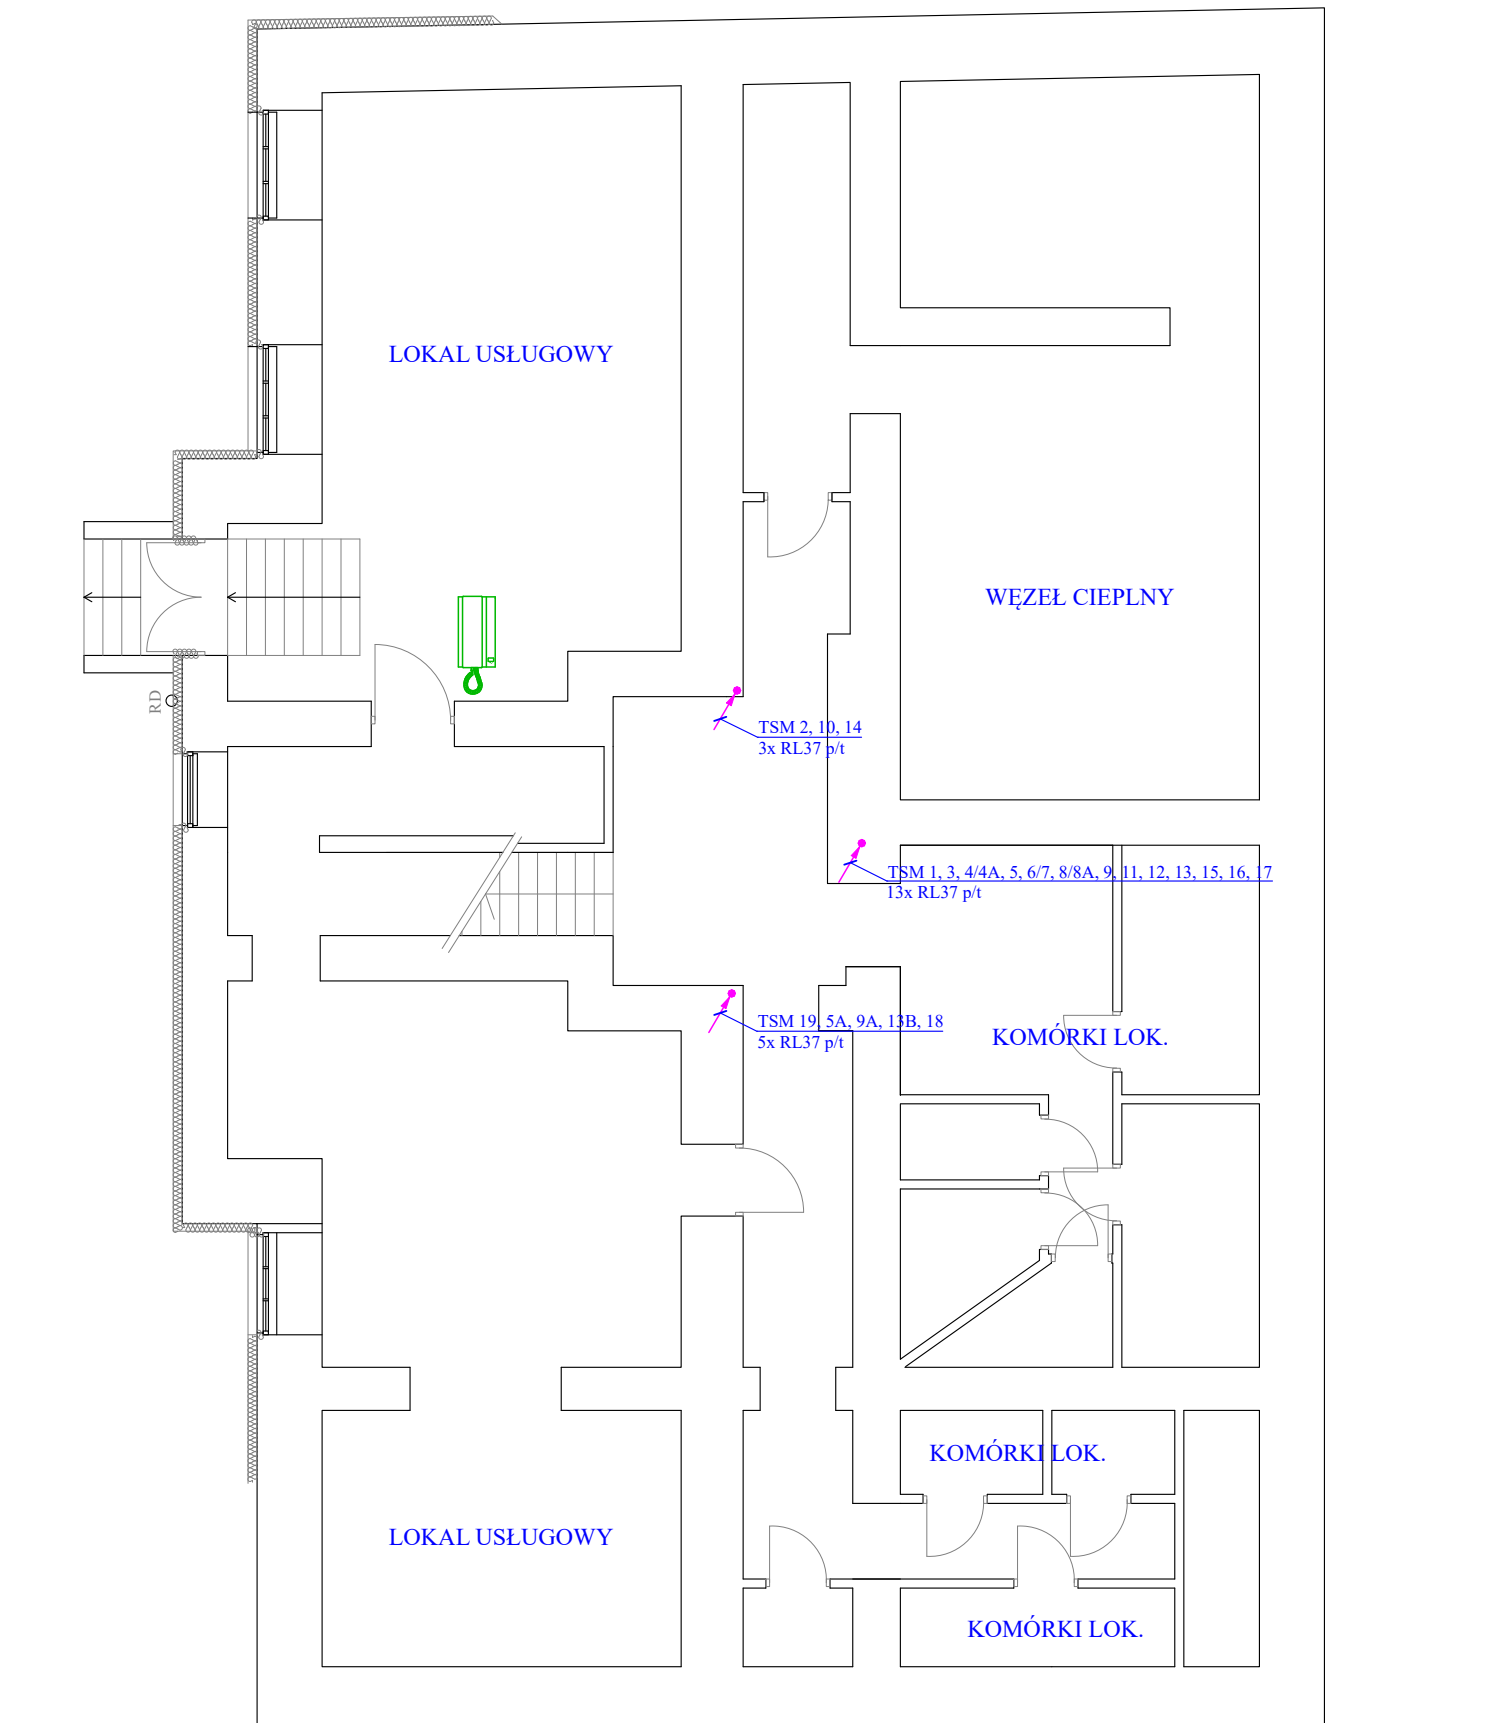 LOKAL USŁUGOWY
WĘZEŁ CIEPLNY
RD
TSM 2, 10, 14
3x RL37 p/t
TSM 1, 3, 4/4A, 5, 6/7, 8/8A, 9, 11, 12, 13, 15, 16, 17
13x RL37 p/t
TSM 19, 5A, 9A, 13B, 18
5x RL37 p/t
KOMÓRKI LOK.
KOMÓRKI LOK.
LOKAL USŁUGOWY
KOMÓRKI LOK.